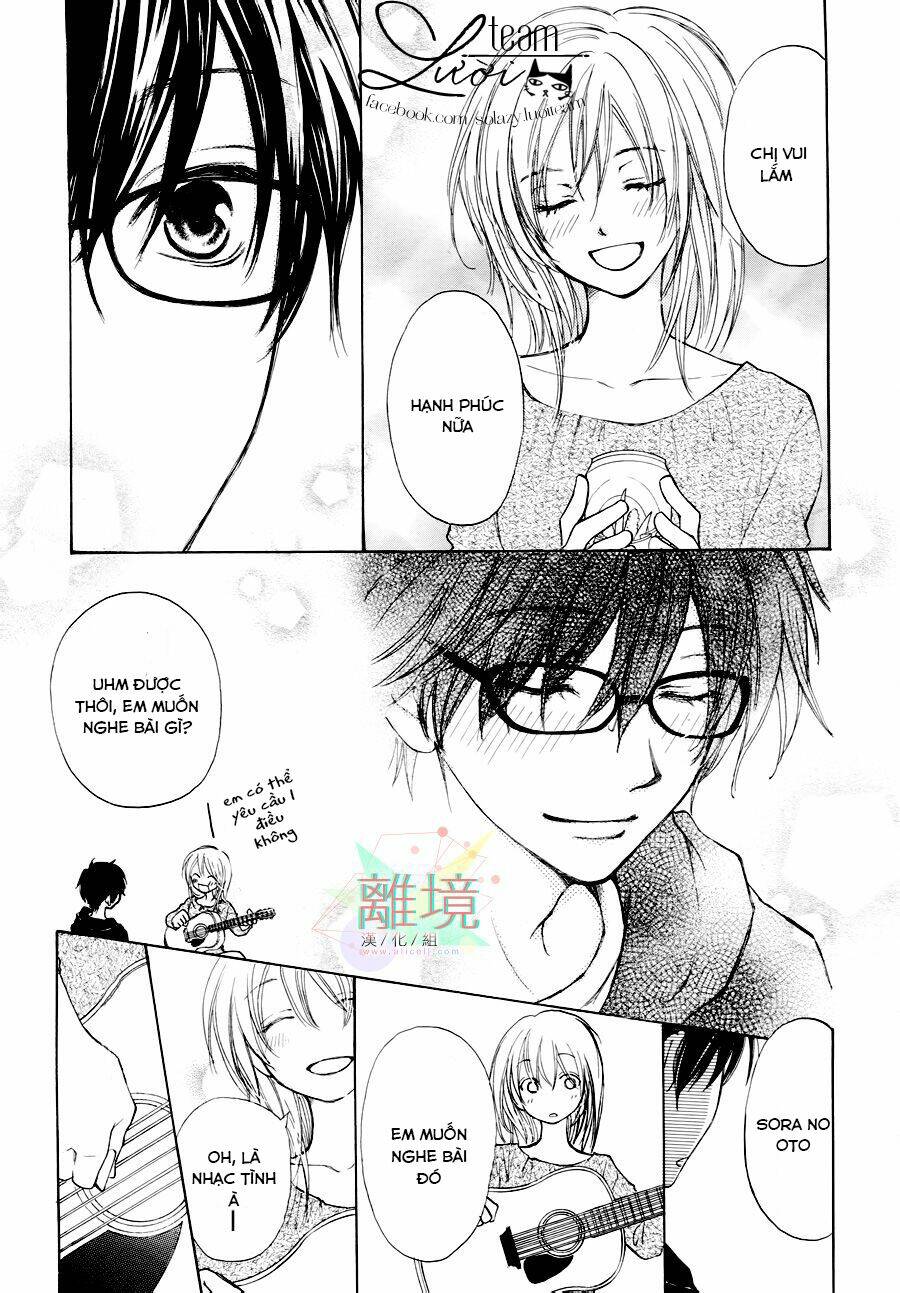 team
Lười
facebook.com/solazy.luoiteam
CHỊ VUI
LẮM
HẠNH PHÚC
NỮA
UHM ĐƯỢC
THÔI, EM MUỐN
NGHE BÀI GÌ?
em có thể
yêu cầu 1
điều
không
離境
漢/化/組
SORA NO
OTO
EM MUỐN
NGHE BÀI
ĐÓ
OH, LÀ
NHẠC TÌNH
À